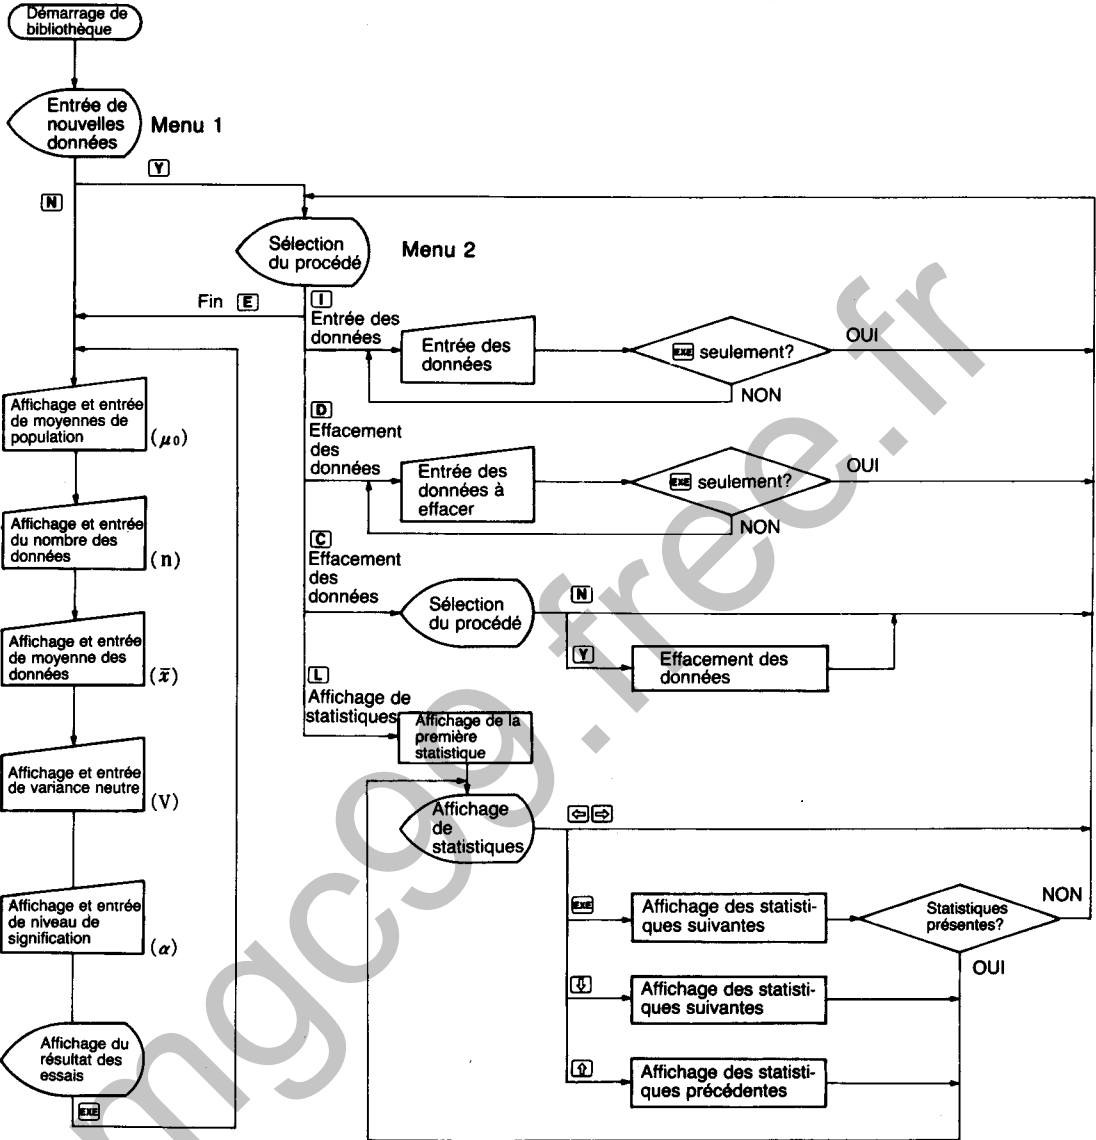 Démarrage de
bibliothèque
Entrée de
nouvelles
données
Menu 1
Y
N
Sélection
du procédé
Menu 2
Fin E
I
Entrée des
données
Entrée des
données
EXE seulement?
OUI
NON
D
Effacement
des
données
Entrée des
données à
effacer
EXE seulement?
OUI
NON
C
Effacement
des
données
Sélection
du procédé
N
Y
Effacement des
données
L
Affichage de
statistiques
Affichage de la
première
statistique
Affichage
de
statistiques
⇦ ⇨
EXE
Affichage des statisti-
ques suivantes
Statistiques
présentes?
NON
OUI
⇩
Affichage des statisti-
ques suivantes
⇧
Affichage des statisti-
ques précédentes
Affichage et entrée
de moyennes de
population
(μ0)
Affichage et entrée
du nombre des
données
(n)
Affichage et entrée
de moyenne des
données
(x̄)
Affichage et entrée
de variance neutre
(V)
Affichage et entrée
de niveau de
signification
(α)
Affichage du
résultat des
essais
EXE
mgc99.free.fr